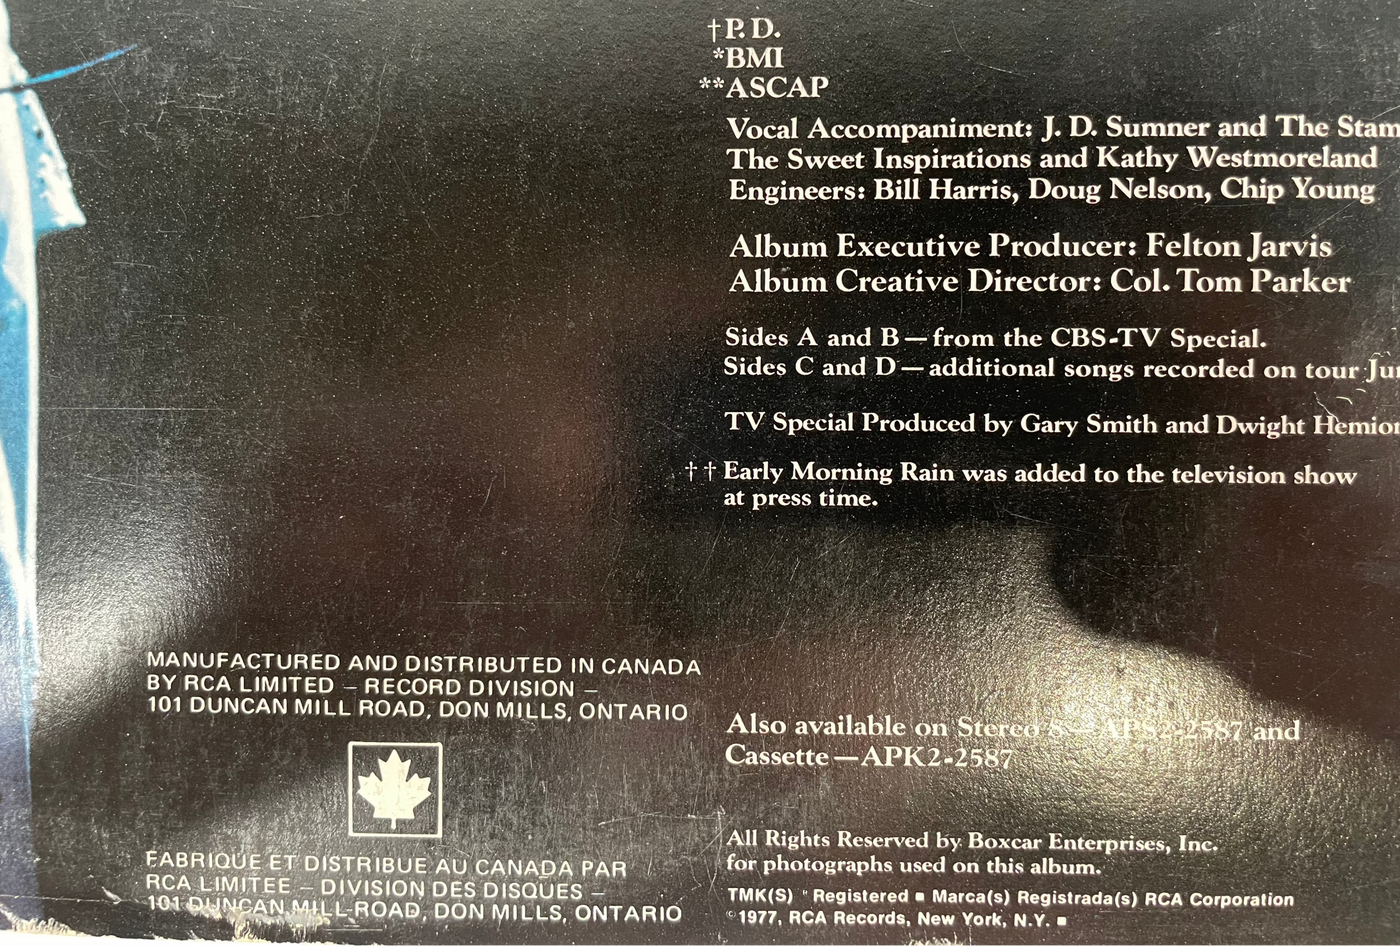 †P. D.
*BMI
**ASCAP
Vocal Accompaniment: J. D. Sumner and The Stam
The Sweet Inspirations and Kathy Westmoreland
Engineers: Bill Harris, Doug Nelson, Chip Young
Album Executive Producer: Felton Jarvis
Album Creative Director: Col. Tom Parker
Sides A and B—from the CBS-TV Special.
Sides C and D—additional songs recorded on tour Jun
TV Special Produced by Gary Smith and Dwight Hemion
††Early Morning Rain was added to the television show
at press time.
MANUFACTURED AND DISTRIBUTED IN CANADA
BY RCA LIMITED – RECORD DIVISION –
101 DUNCAN MILL ROAD, DON MILLS, ONTARIO
FABRIQUE ET DISTRIBUE AU CANADA PAR
RCA LIMITEE – DIVISION DES DISQUES –
101 DUNCAN MILL ROAD, DON MILLS, ONTARIO
Also available on Stereo 8—APS2-2587 and
Cassette—APK2-2587
All Rights Reserved by Boxcar Enterprises, Inc.
for photographs used on this album.
TMK(S) ® Registered ■ Marca(s) Registrada(s) RCA Corporation
©1977, RCA Records, New York, N.Y. ■